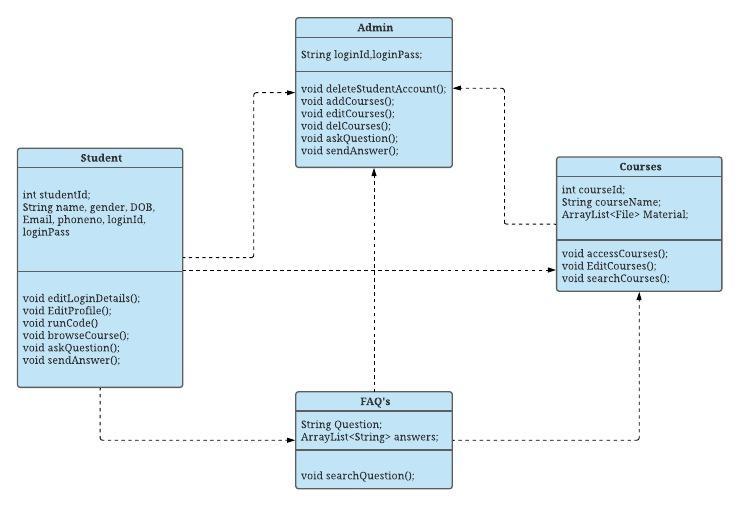 Admin
String loginId,loginPass;
void deleteStudentAccount();
void addCourses();
void editCourses();
void delCourses();
void askQuestion();
void sendAnswer();
Student
int studentId;
String name, gender, DOB,
Email, phoneno, loginId,
loginPass
void editLoginDetails();
void EditProfile();
void runCode()
void browseCourse();
void askQuestion();
void sendAnswer();
Courses
int courseId;
String courseName;
ArrayList<File> Material;
void accessCourses();
void EditCourses();
void searchCourses();
FAQ's
String Question;
ArrayList<String> answers;
void searchQuestion();